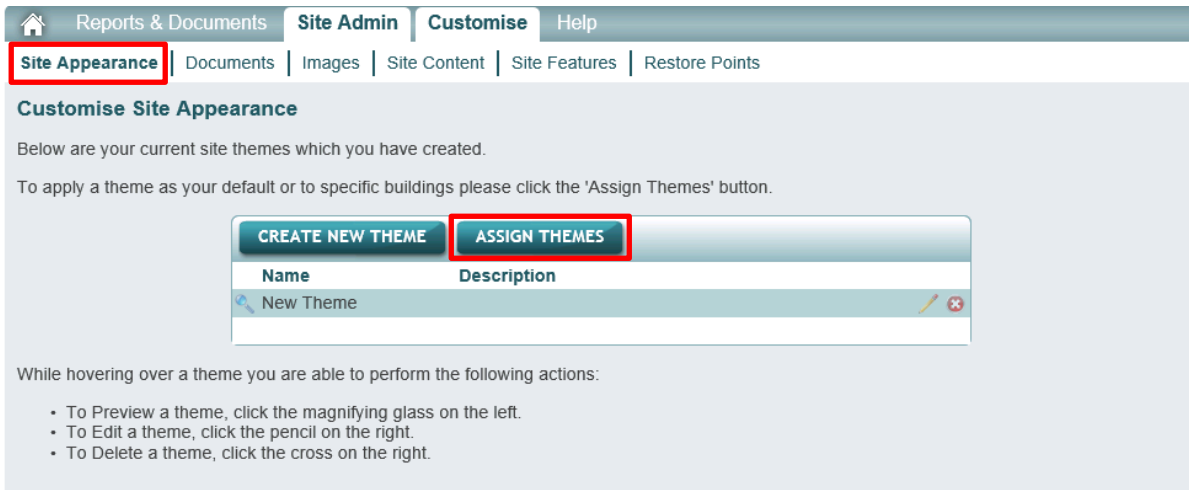 Reports & Documents Site Admin Customise Help
Site Appearance Documents Images Site Content Site Features Restore Points
Customise Site Appearance
Below are your current site themes which you have created.
To apply a theme as your default or to specific buildings please click the 'Assign Themes' button.
CREATE NEW THEME ASSIGN THEMES
Name Description
New Theme
While hovering over a theme you are able to perform the following actions:
• To Preview a theme, click the magnifying glass on the left.
• To Edit a theme, click the pencil on the right.
• To Delete a theme, click the cross on the right.